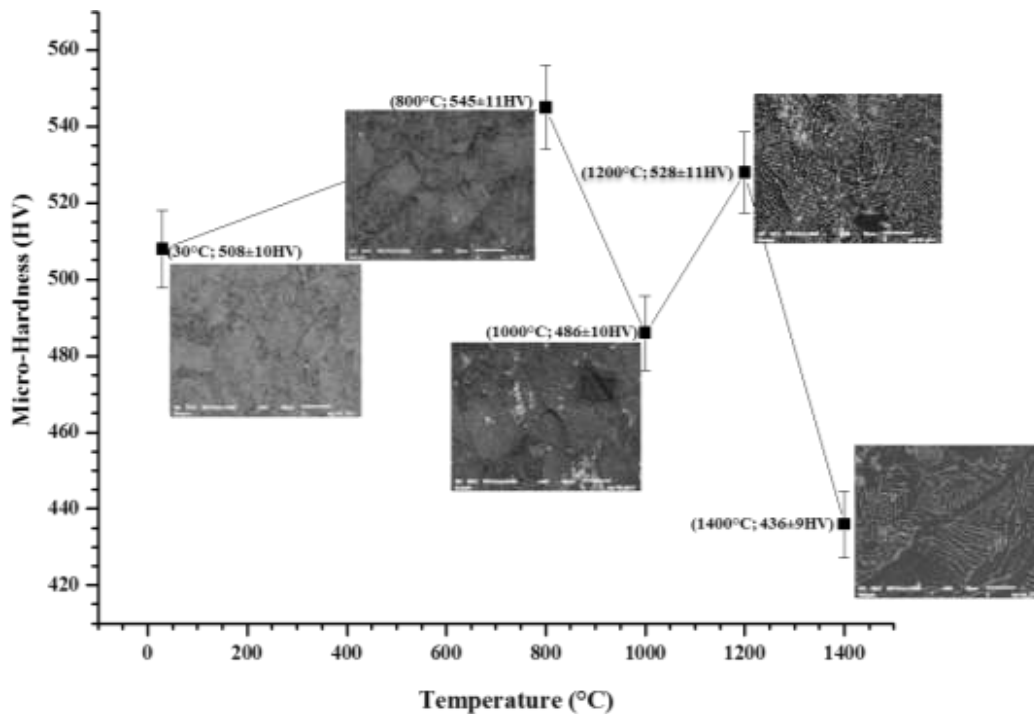 560
540
520
500
480
460
440
420
Micro-Hardness (HV)
(800°C; 545±11HV)
(1200°C; 528±11HV)
(30°C; 508±10HV)
(1000°C; 486±10HV)
(1400°C; 436±9HV)
0 200 400 600 800 1000 1200 1400
Temperature (°C)